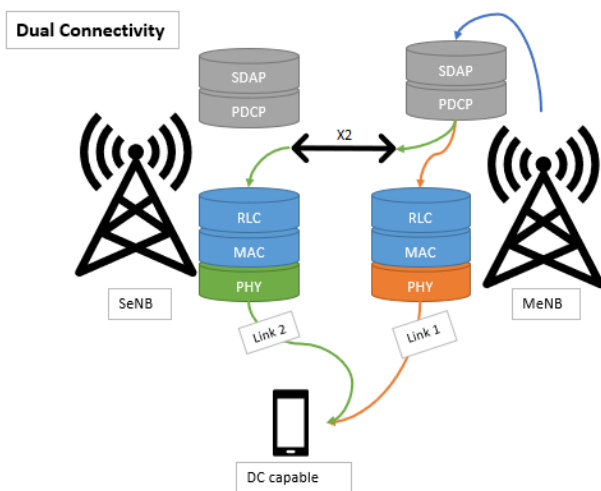 Dual Connectivity
SDAP
PDCP
SDAP
PDCP
X2
RLC
MAC
PHY
RLC
MAC
PHY
SeNB
MeNB
Link 2
Link 1
DC capable